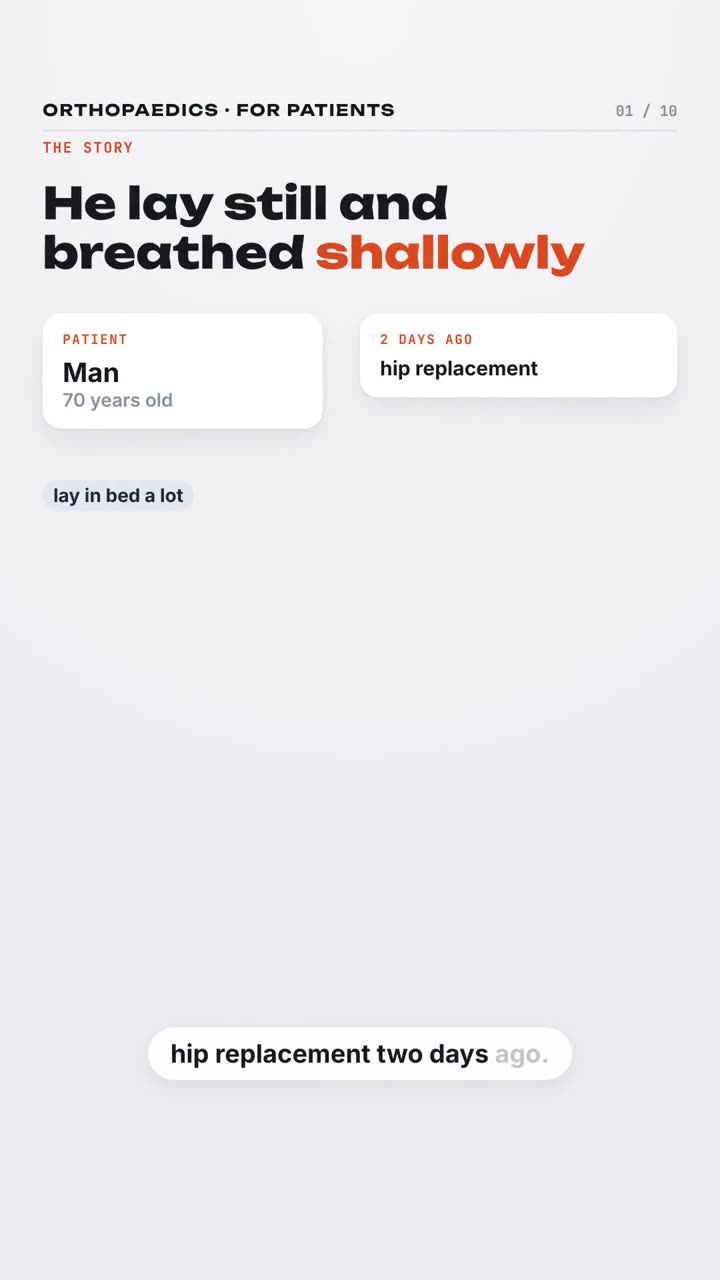 ORTHOPAEDICS · FOR PATIENTS
01 / 10
THE STORY
He lay still and
breathed shallowly
PATIENT
Man
70 years old
2 DAYS AGO
hip replacement
lay in bed a lot
hip replacement two days ago.